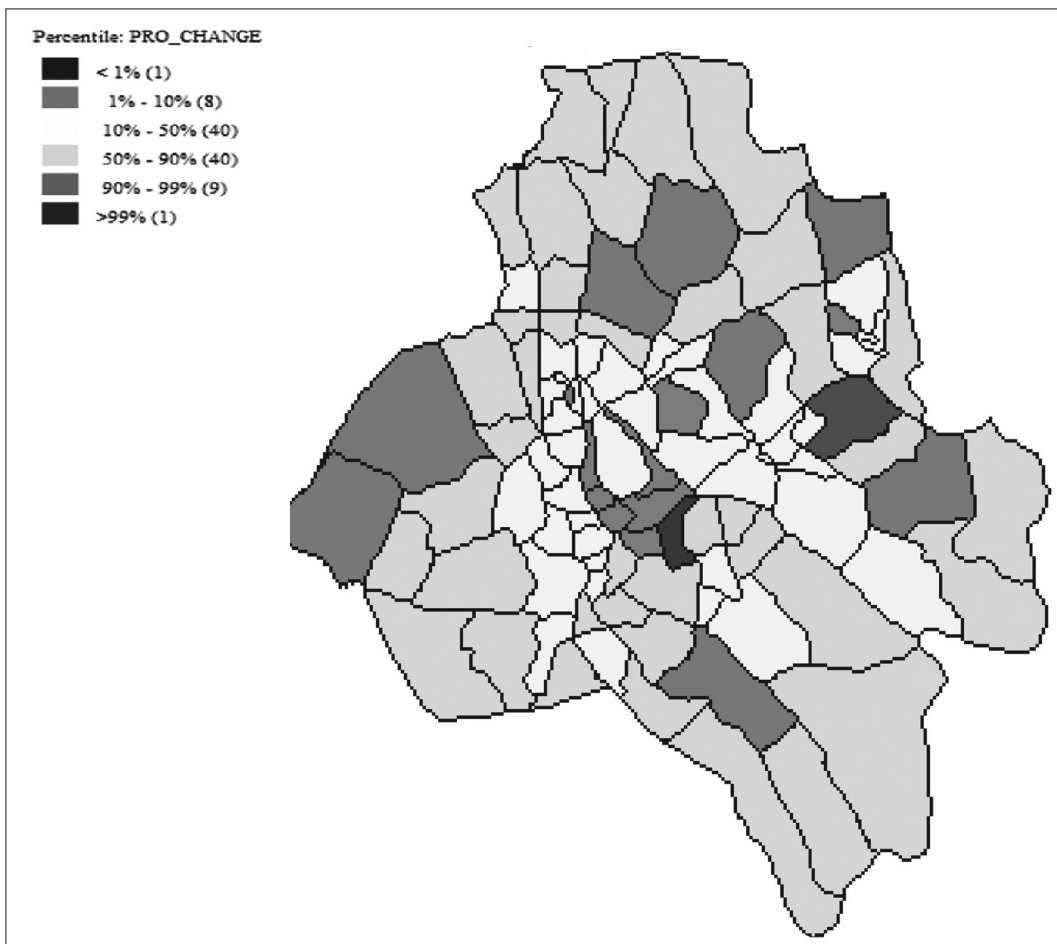 Percentile: PRO_CHANGE
< 1% (1)
1% - 10% (8)
10% - 50% (40)
50% - 90% (40)
90% - 99% (9)
>99% (1)